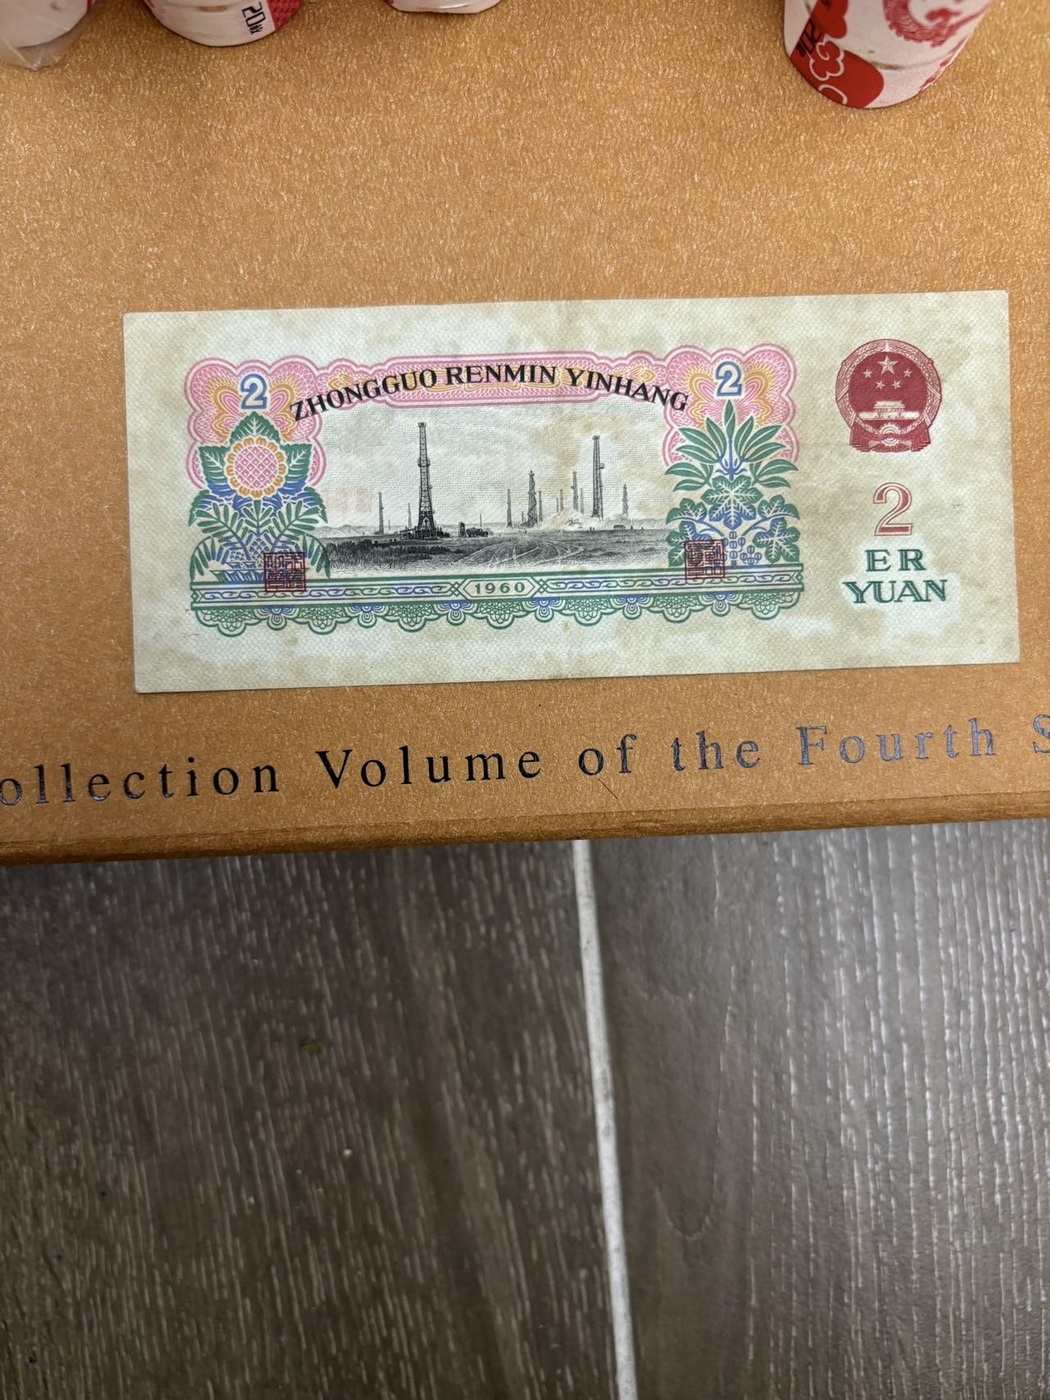 2 ZHONGGUO RENMIN YINHANG 2
1960
2
ER
YUAN
ollection Volume of the Fourth S